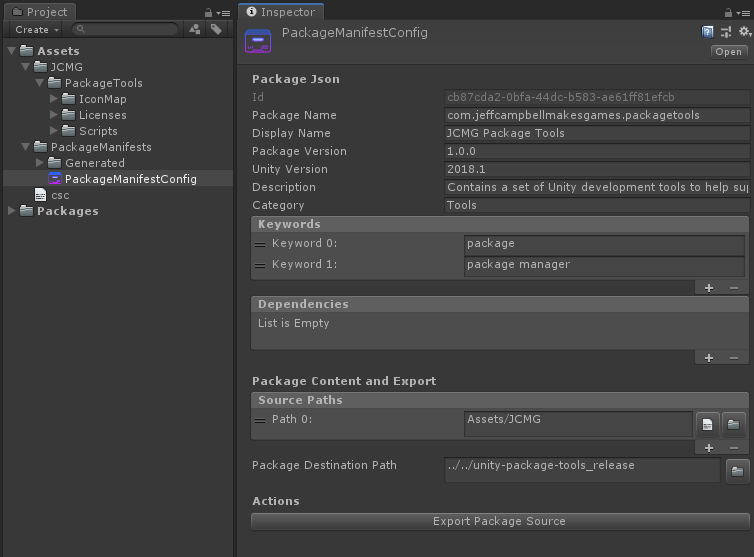 Project
Create
Assets
JCMG
PackageTools
IconMap
Licenses
Scripts
PackageManifests
Generated
PackageManifestConfig
csc
Packages
Inspector
PackageManifestConfig
Open
Package Json
Id cb87cda2-0bfa-44dc-b583-ae61ff81efcb
Package Name com.jeffcampbellmakesgames.packagetools
Display Name JCMG Package Tools
Package Version 1.0.0
Unity Version 2018.1
Description Contains a set of Unity development tools to help sup
Category Tools
Keywords
Keyword 0: package
Keyword 1: package manager
Dependencies
List is Empty
Package Content and Export
Source Paths
Path 0: Assets/JCMG
Package Destination Path ../../unity-package-tools_release
Actions
Export Package Source